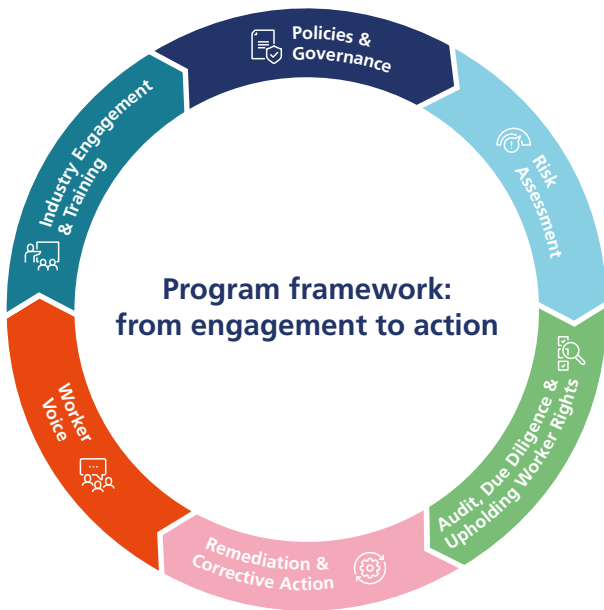 Policies &
Governance
Risk
Assessment
Audit, Due Diligence &
Upholding Worker Rights
Remediation &
Corrective Action
Worker
Voice
Industry Engagement
& Training
Program framework:
from engagement to action